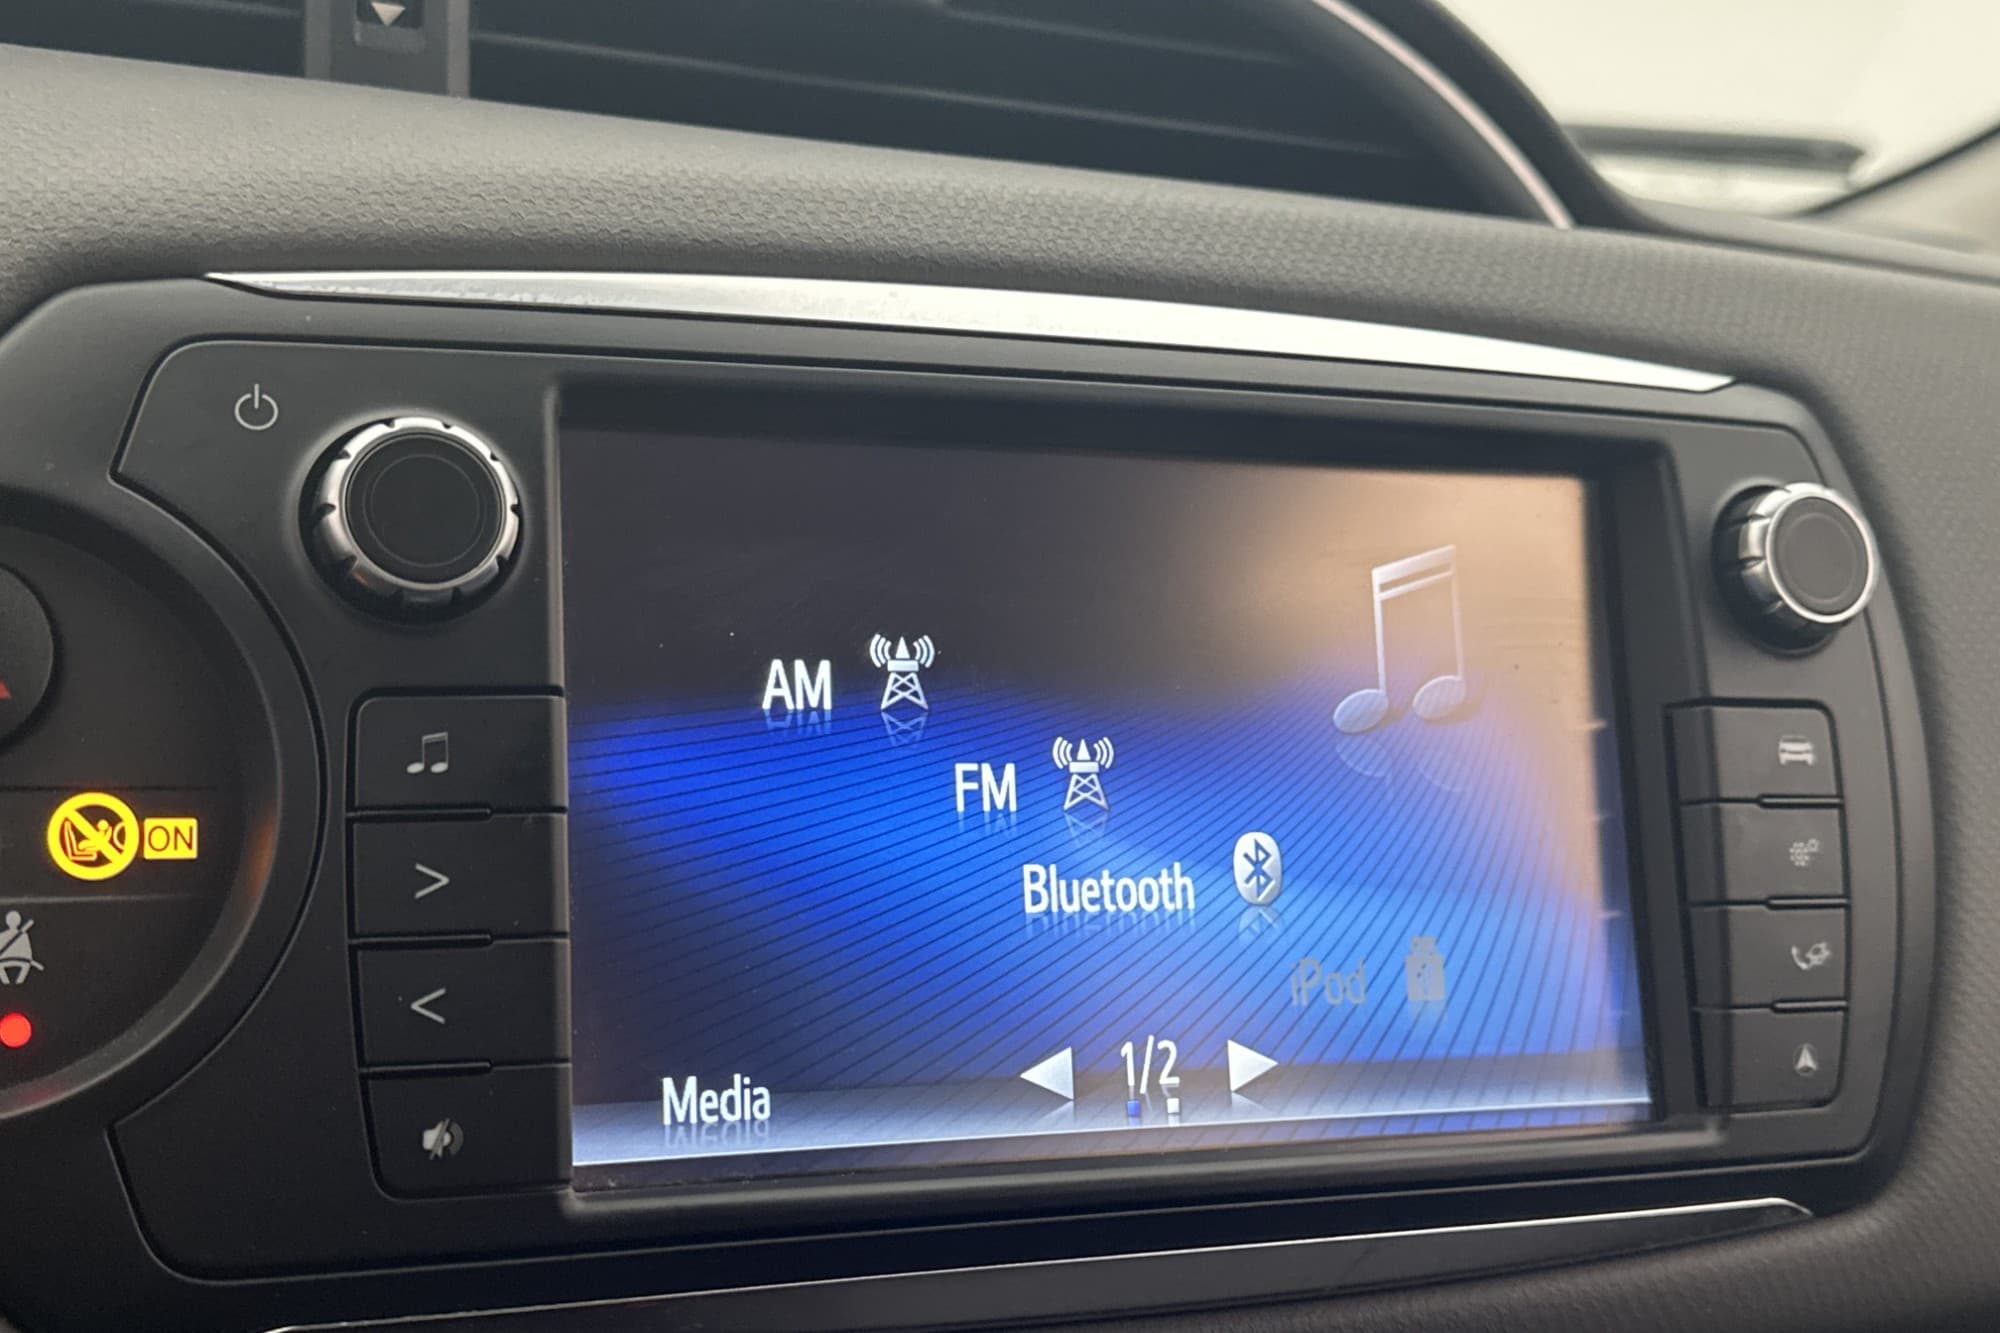 AM
FM
ON
Bluetooth
iPod
1/2
Media